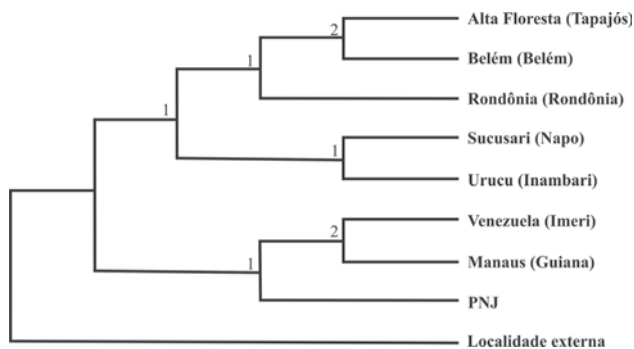 Alta Floresta (Tapajós)
2
Belém (Belém)
1
Rondônia (Rondônia)
1
Sucusari (Napo)
1
Urucu (Inambari)
Venezuela (Imeri)
2
Manaus (Guiana)
1
PNJ
Localidade externa